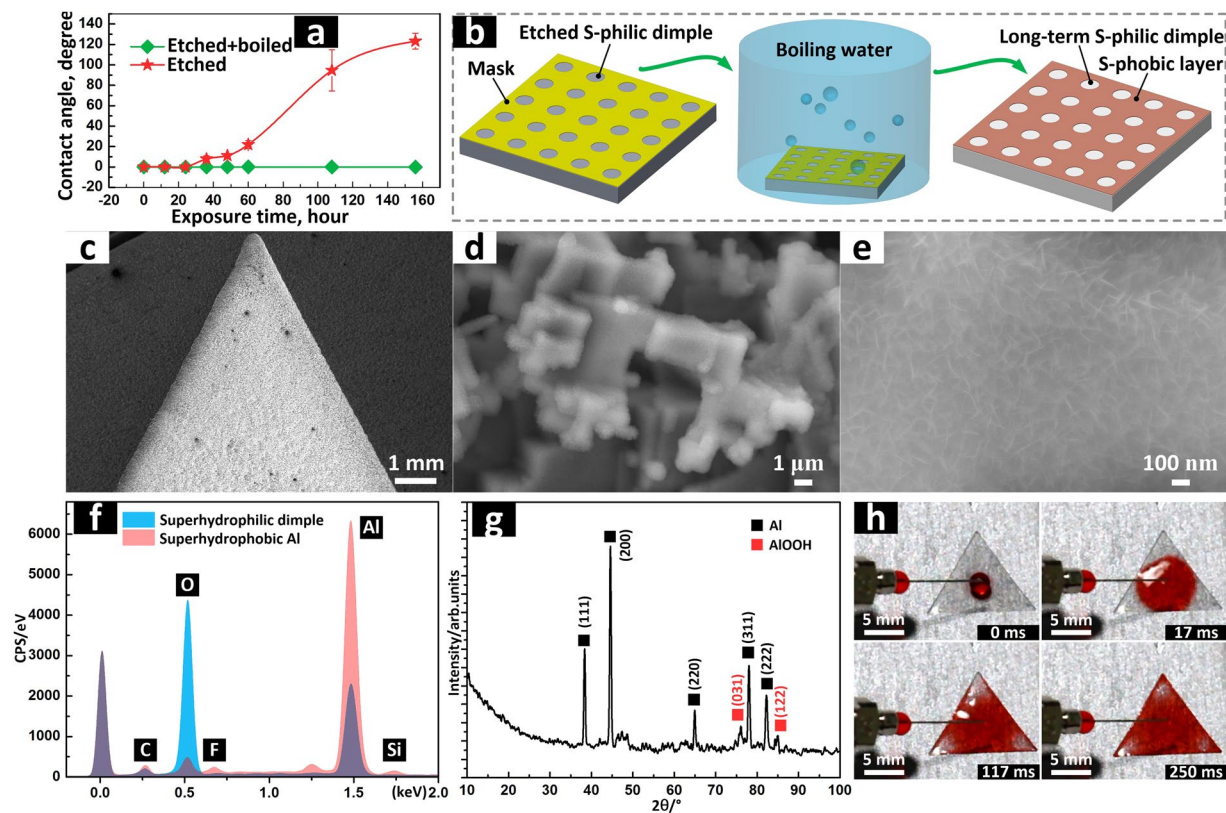 a
Etched+boiled
Etched
Contact angle, degree
140
120
100
80
60
40
20
0
-20
0 20 40 60 80 100 120 140 160
Exposure time, hour
b
Etched S-philic dimple
Mask
Boiling water
Long-term S-philic dimple
S-phobic layer
c
1 mm
d
1 μm
e
100 nm
f
Superhydrophilic dimple
Superhydrophobic Al
CPS/eV
6000
5000
4000
3000
2000
1000
0
O
Al
C
F
Si
0.0 0.5 1.0 1.5 (keV) 2.0
g
Al
AlOOH
Intensity/arb.units
(111)
(200)
(220)
(031)
(311)
(222)
(122)
10 20 30 40 50 60 70 80 90 100
2θ/°
h
5 mm
0 ms
5 mm
17 ms
5 mm
117 ms
5 mm
250 ms